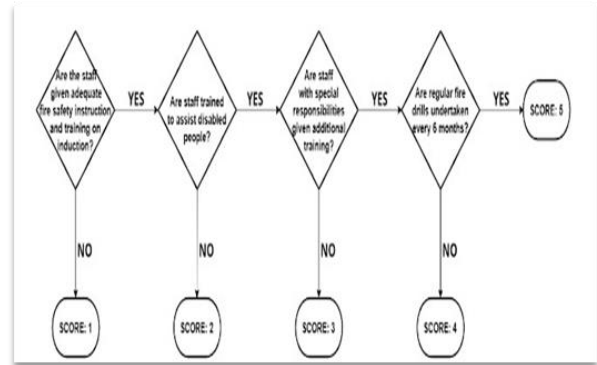 Are the staff
given adequate
fire safety instruction
and training on
induction?
YES
Are staff trained
to assist disabled
people?
YES
Are staff
with special
responsibilities
given additional
training?
YES
Are regular fire
drills undertaken
every 6 months?
YES
SCORE: 5
NO
NO
NO
NO
SCORE: 1
SCORE: 2
SCORE: 3
SCORE: 4